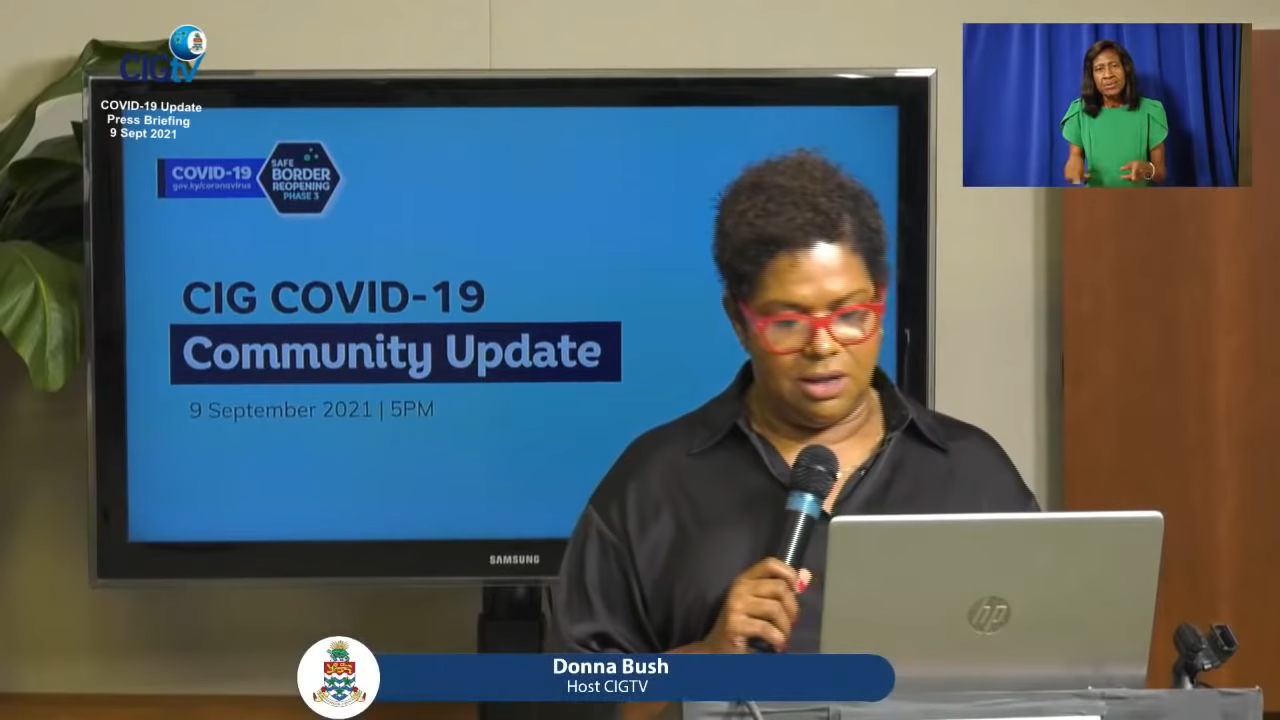 CIGtv
COVID-19 Update
Press Briefing
9 Sept 2021
COVID-19
gov.ky/coronavirus
SAFE
BORDER
REOPENING
PHASE 3
CIG COVID-19
Community Update
9 September 2021 | 5PM
SAMSUNG
hp
Donna Bush
Host CIGTV